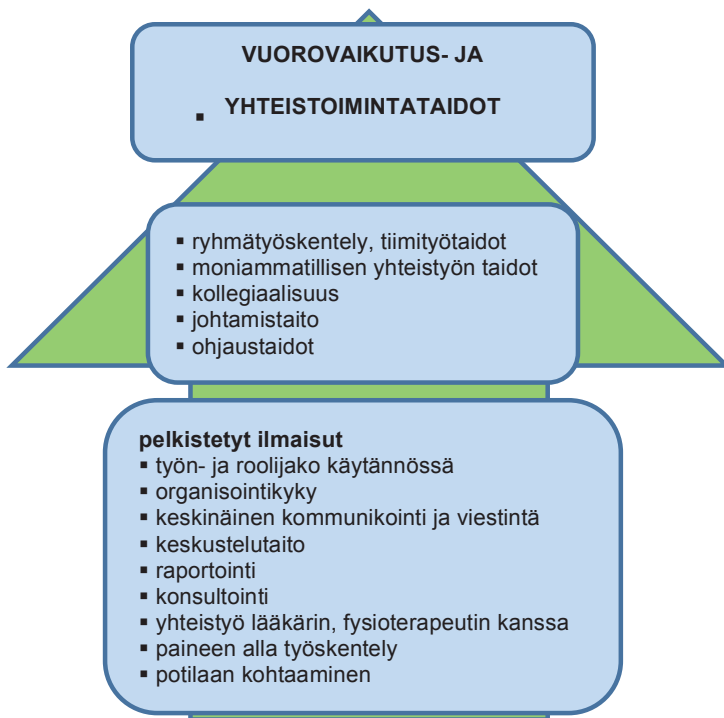 VUOROVAIKUTUS- JA
▪ YHTEISTOIMINTATAIDOT
▪ ryhmätyöskentely, tiimityötaidot
▪ moniammatillisen yhteistyön taidot
▪ kollegiaalisuus
▪ johtamistaito
▪ ohjaustaidot
pelkistetyt ilmaisut
▪ työn- ja roolijako käytännössä
▪ organisointikyky
▪ keskinäinen kommunikointi ja viestintä
▪ keskustelutaito
▪ raportointi
▪ konsultointi
▪ yhteistyö lääkärin, fysioterapeutin kanssa
▪ paineen alla työskentely
▪ potilaan kohtaaminen